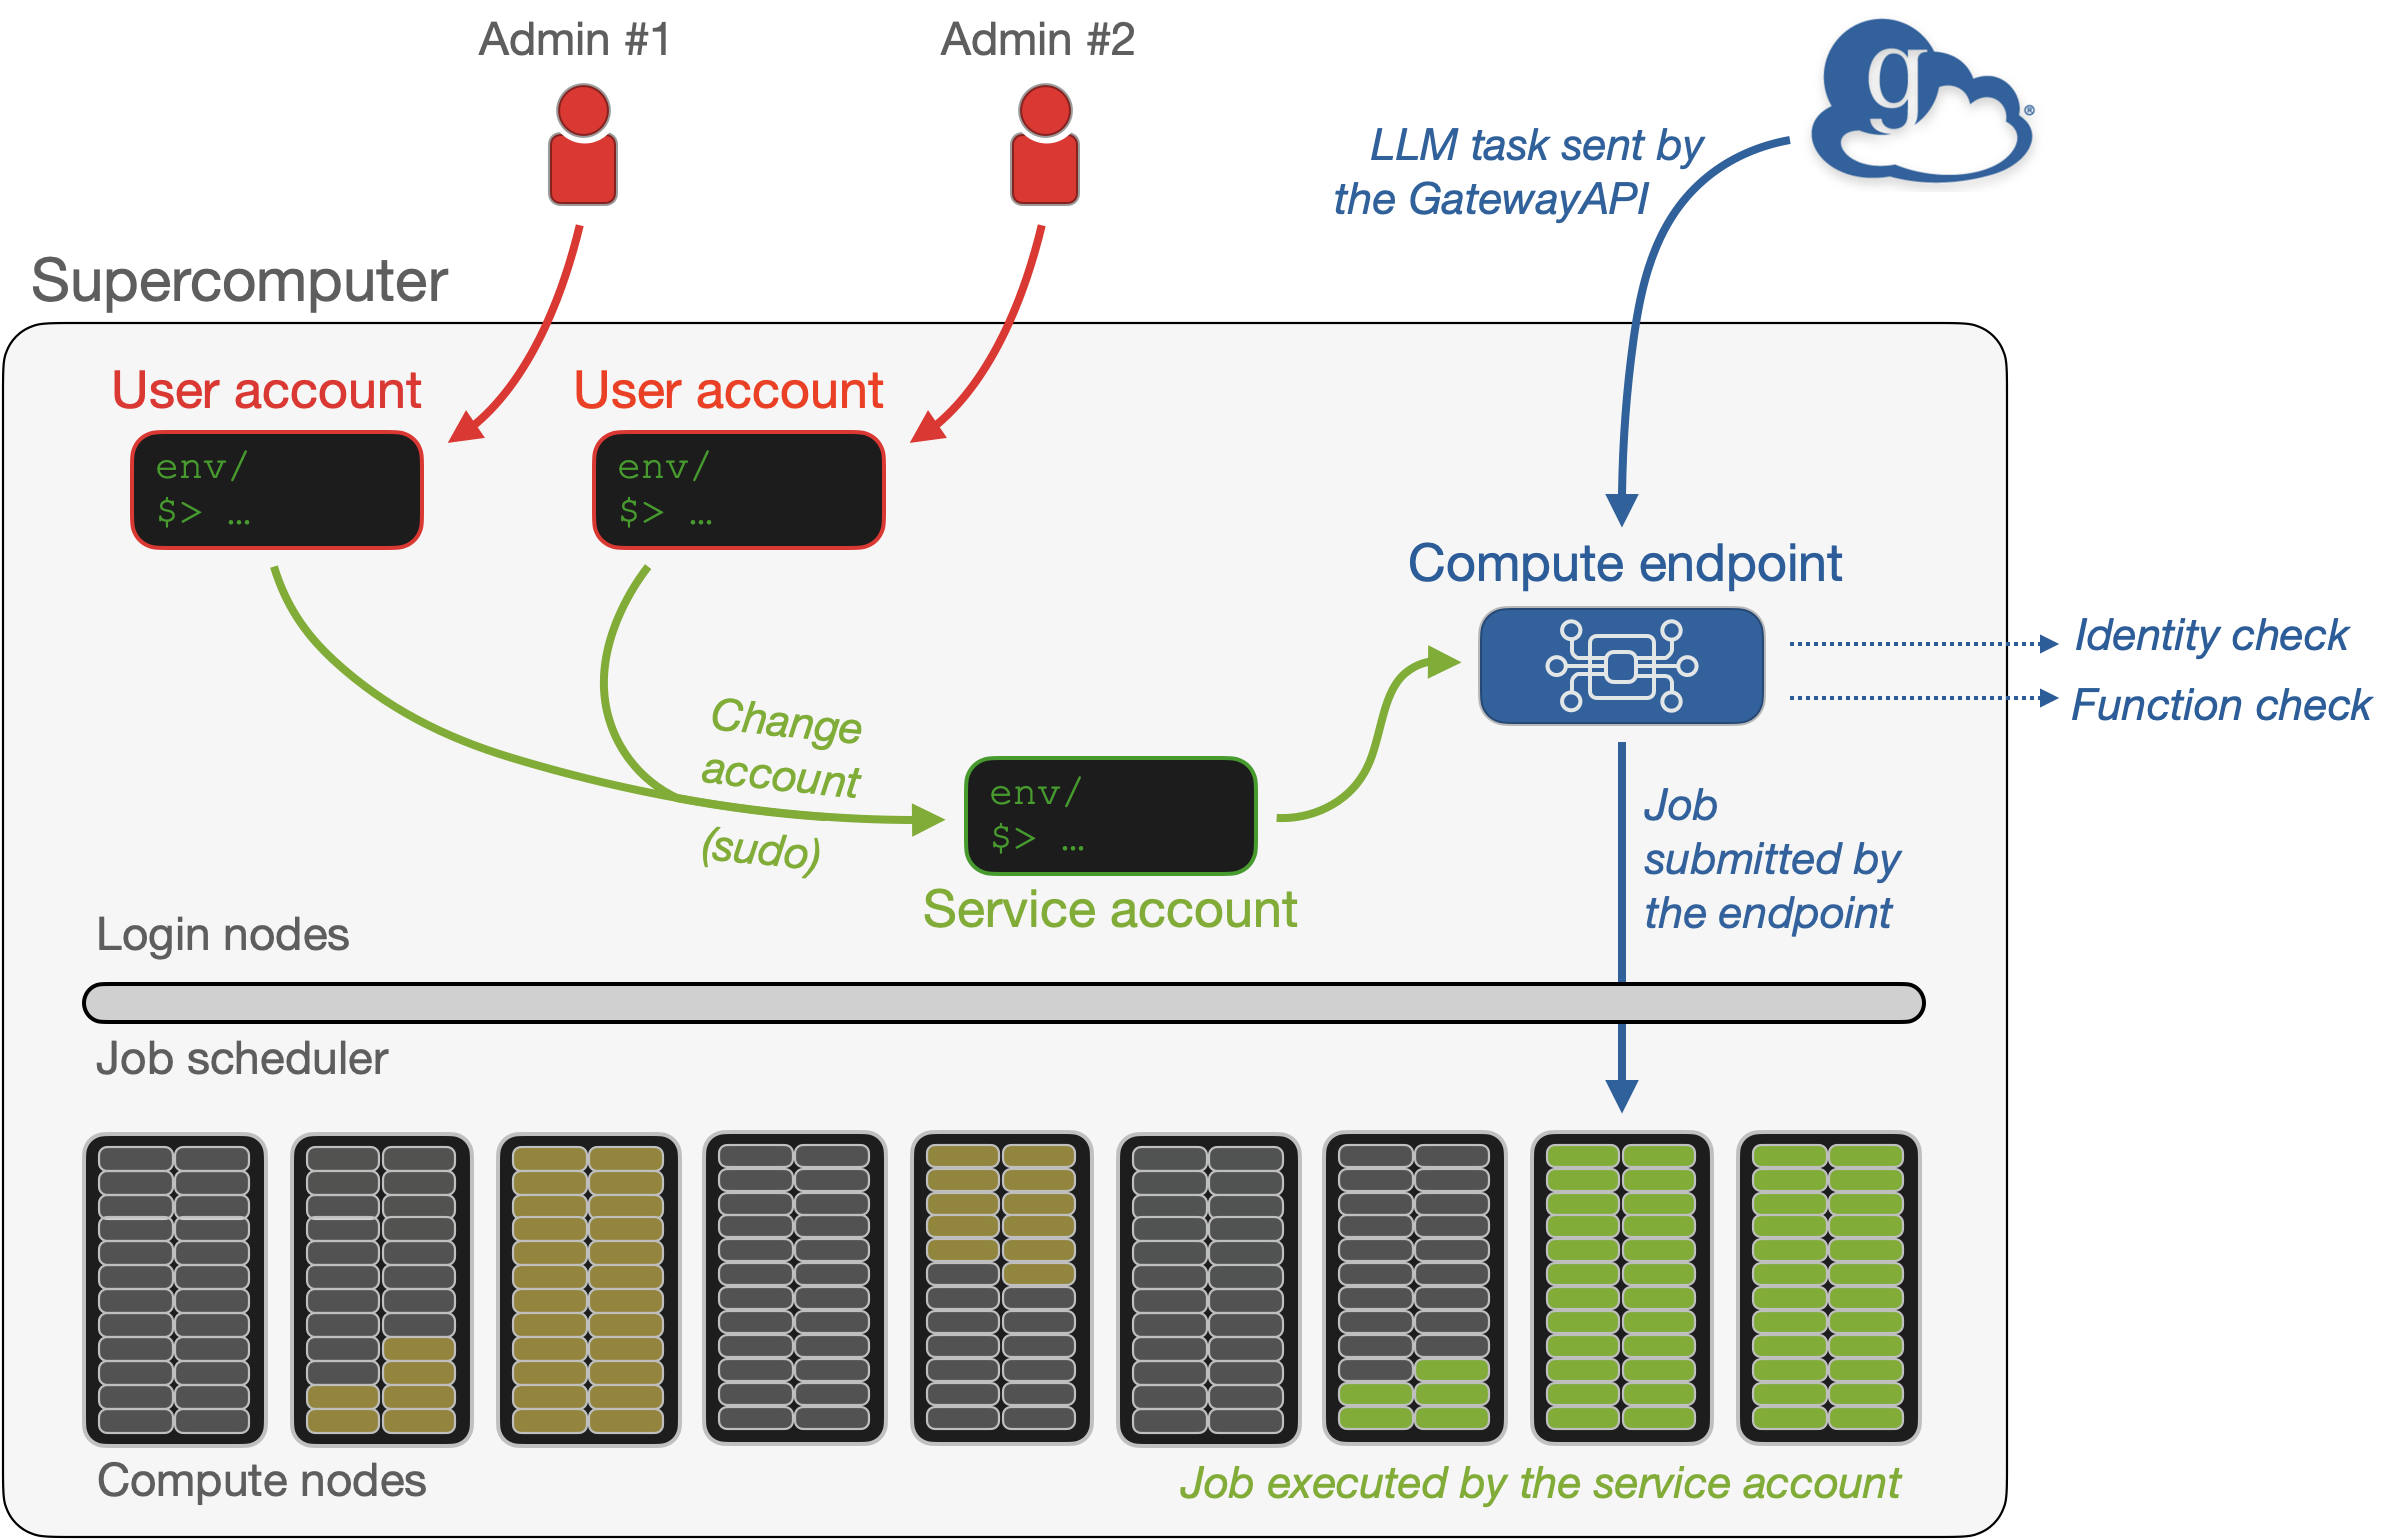 Admin #1
Admin #2
g
®
LLM task sent by
the GatewayAPI
Supercomputer
User account
User account
env/
$> ...
env/
$> ...
Compute endpoint
Identity check
Function check
Change
account
(sudo)
env/
$> ...
Service account
Job
submitted by
the endpoint
Login nodes
Job scheduler
Compute nodes
Job executed by the service account